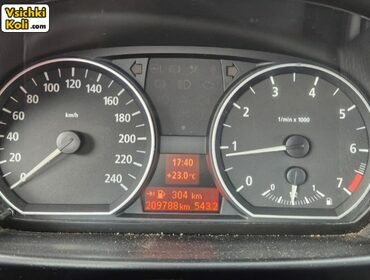 Vsichki
Koli .com
20 40 60 80 100 120 140 160 180 200 220 240
0
km/h
17:40
+23.0°C
304 km
209788 km 543.2
1 2 3 4 5 6 7
1/min x 1000
0 1